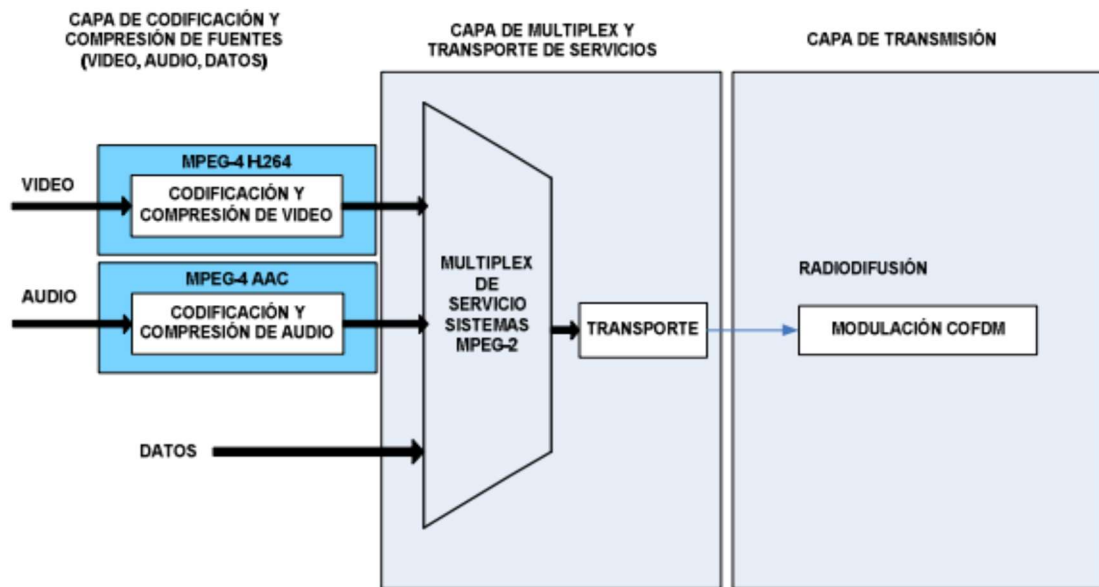 CAPA DE CODIFICACIÓN Y
COMPRESIÓN DE FUENTES
(VIDEO, AUDIO, DATOS)
CAPA DE MULTIPLEX Y
TRANSPORTE DE SERVICIOS
CAPA DE TRANSMISIÓN
VIDEO
MPEG-4 H.264
CODIFICACIÓN Y
COMPRESIÓN DE VIDEO
AUDIO
MPEG-4 AAC
CODIFICACIÓN Y
COMPRESIÓN DE AUDIO
DATOS
MULTIPLEX
DE
SERVICIO
SISTEMAS
MPEG-2
TRANSPORTE
RADIODIFUSIÓN
MODULACIÓN COFDM